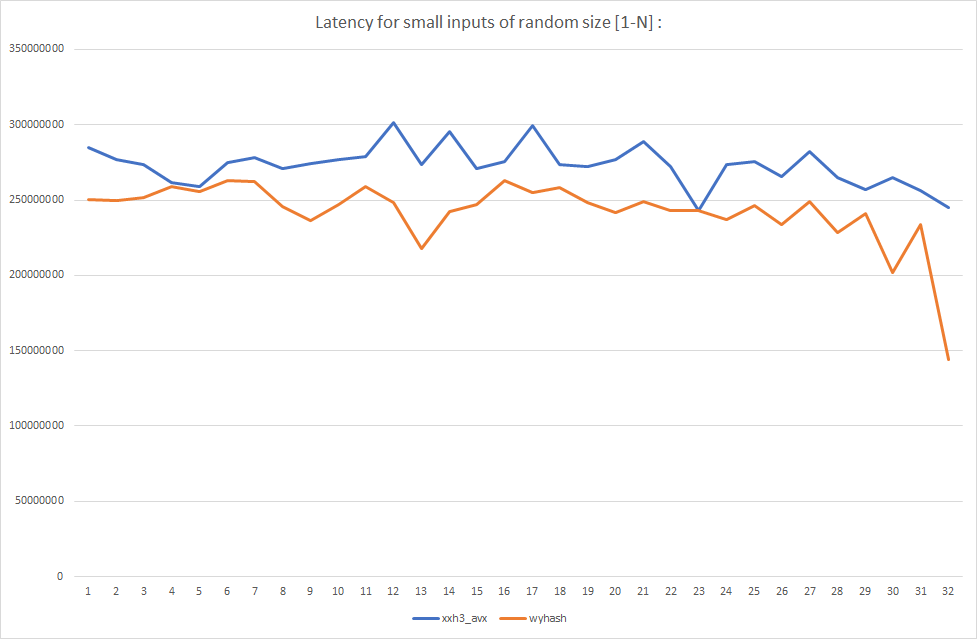 Latency for small inputs of random size [1-N] :
350000000
300000000
250000000
200000000
150000000
100000000
50000000
0
1 2 3 4 5 6 7 8 9 10 11 12 13 14 15 16 17 18 19 20 21 22 23 24 25 26 27 28 29 30 31 32
xxh3_avx wyhash